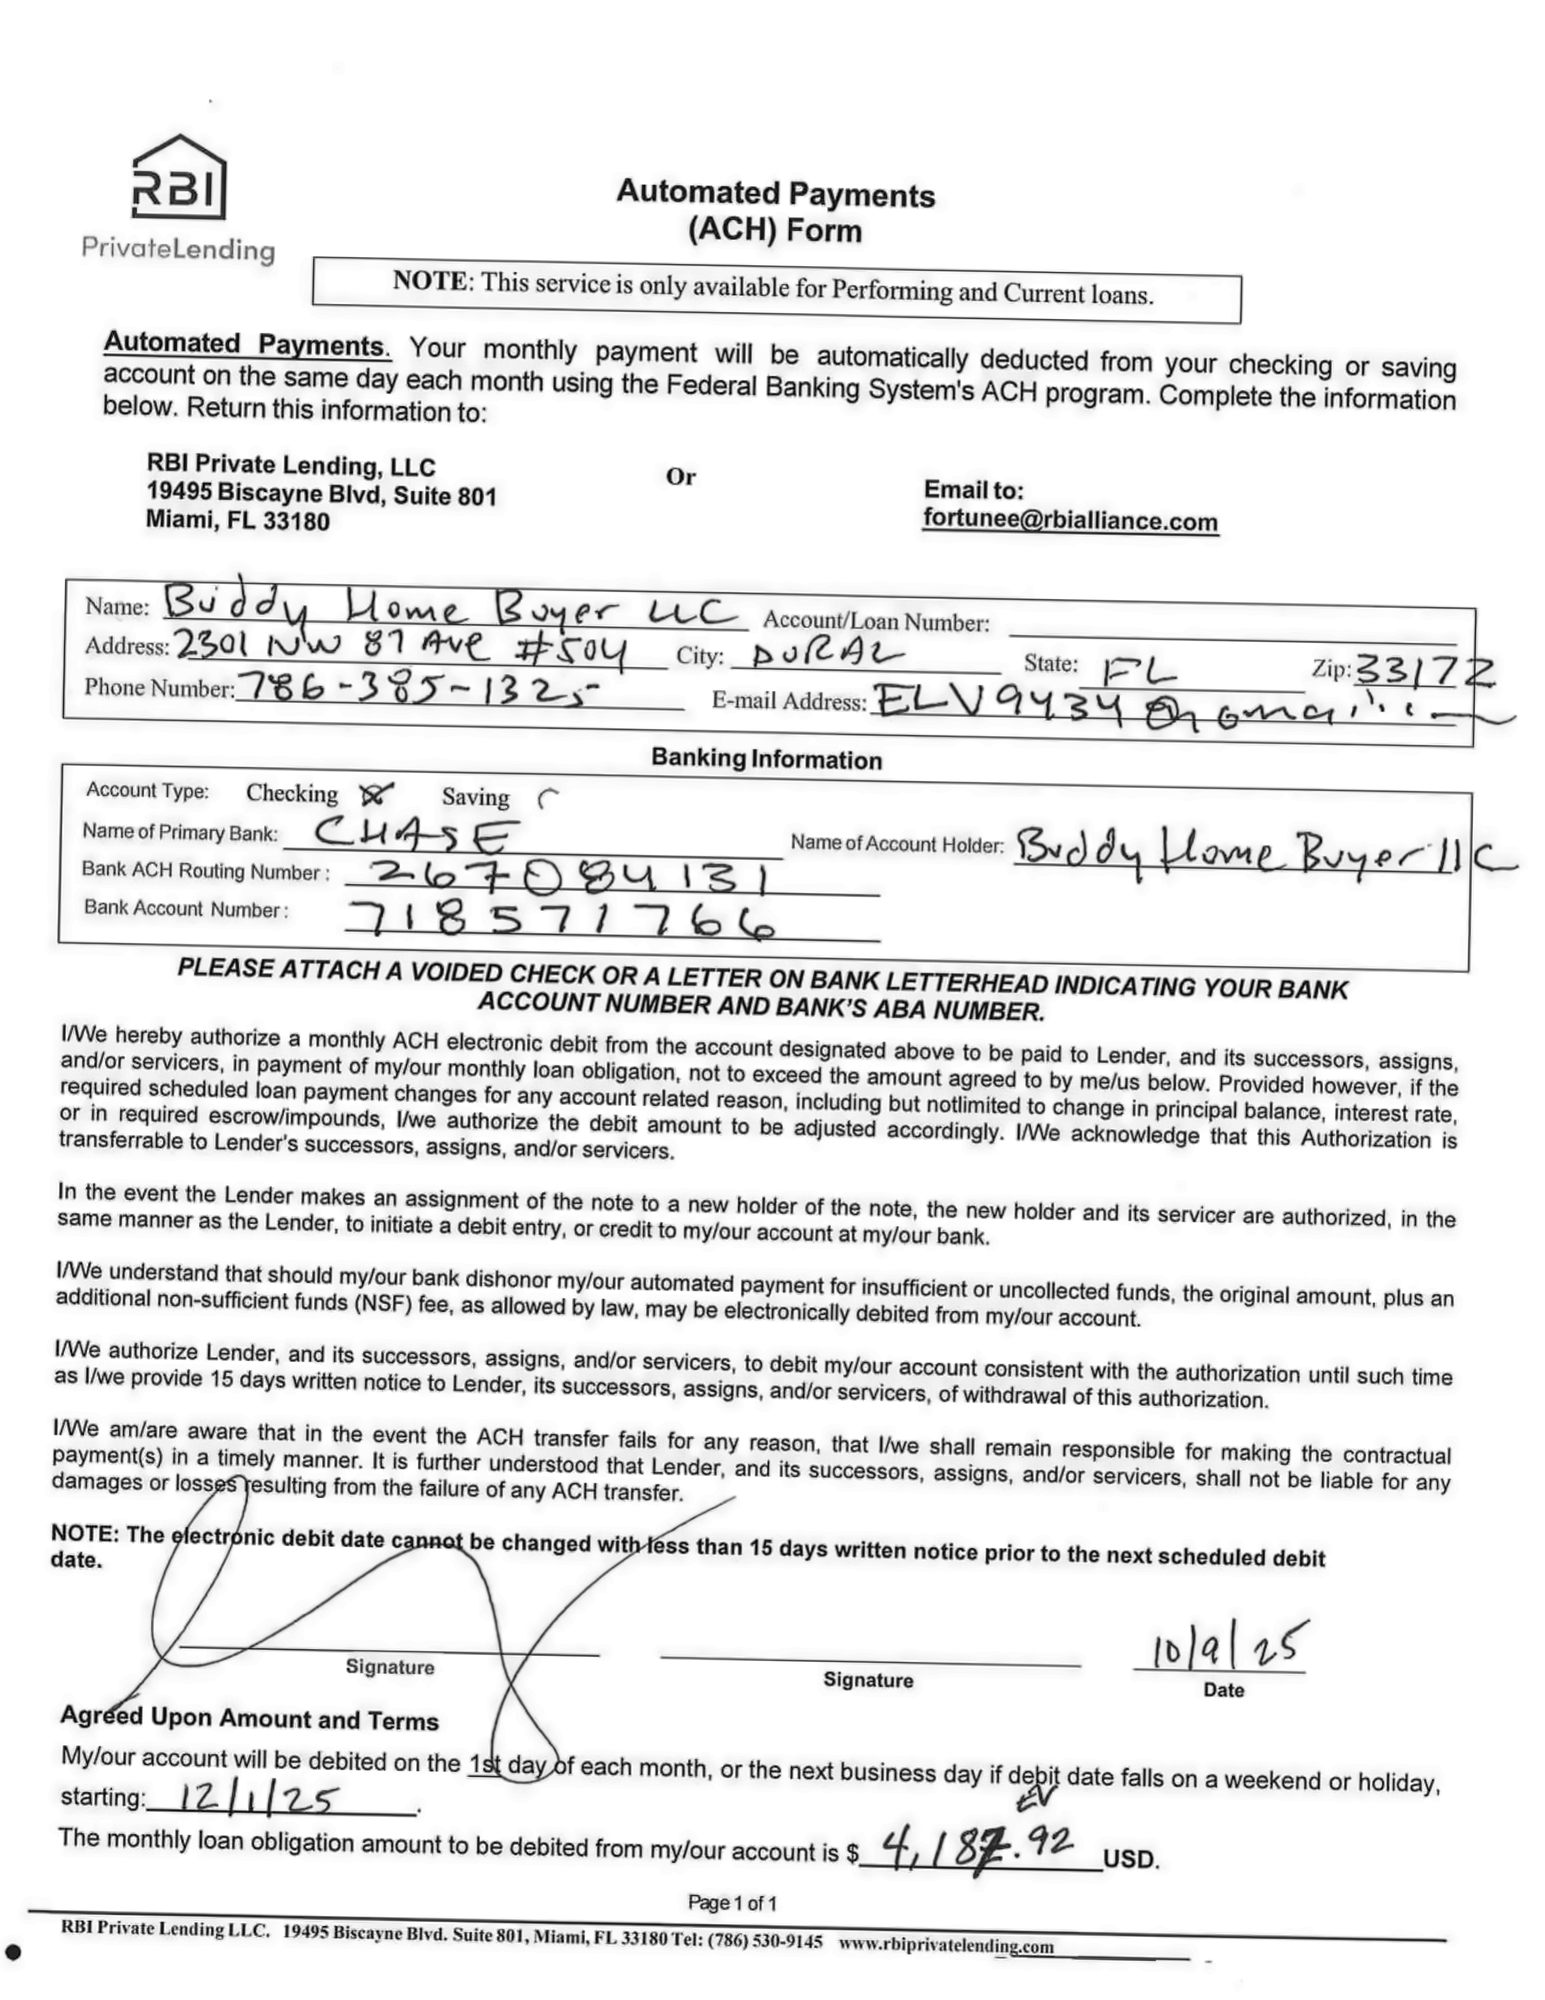 RBI
PrivateLending
Automated Payments
(ACH) Form
NOTE: This service is only available for Performing and Current loans.
Automated Payments. Your monthly payment will be automatically deducted from your checking or saving
account on the same day each month using the Federal Banking System's ACH program. Complete the information
below. Return this information to:
RBI Private Lending, LLC
19495 Biscayne Blvd, Suite 801
Miami, FL 33180
Or
Email to:
fortunee@rbialliance.com
Name: Buddy Home Buyer LLC Account/Loan Number:
Address: 2301 NW 87 Ave #504 City: DORAL State: FL Zip: 33172
Phone Number: 786-385-1325 E-mail Address: ELV9434@
Banking Information
Account Type: Checking Saving
Name of Primary Bank: CHASE Name of Account Holder: Buddy Home Buyer llC
Bank ACH Routing Number: 267084131
Bank Account Number: 718571766
PLEASE ATTACH A VOIDED CHECK OR A LETTER ON BANK LETTERHEAD INDICATING YOUR BANK
ACCOUNT NUMBER AND BANK'S ABA NUMBER.
I/We hereby authorize a monthly ACH electronic debit from the account designated above to be paid to Lender, and its successors, assigns,
and/or servicers, in payment of my/our monthly loan obligation, not to exceed the amount agreed to by me/us below. Provided however, if the
required scheduled loan payment changes for any account related reason, including but notlimited to change in principal balance, interest rate,
or in required escrow/impounds, I/we authorize the debit amount to be adjusted accordingly. I/We acknowledge that this Authorization is
transferrable to Lender's successors, assigns, and/or servicers.
In the event the Lender makes an assignment of the note to a new holder of the note, the new holder and its servicer are authorized, in the
same manner as the Lender, to initiate a debit entry, or credit to my/our account at my/our bank.
I/We understand that should my/our bank dishonor my/our automated payment for insufficient or uncollected funds, the original amount, plus an
additional non-sufficient funds (NSF) fee, as allowed by law, may be electronically debited from my/our account.
I/We authorize Lender, and its successors, assigns, and/or servicers, to debit my/our account consistent with the authorization until such time
as I/we provide 15 days written notice to Lender, its successors, assigns, and/or servicers, of withdrawal of this authorization.
I/We am/are aware that in the event the ACH transfer fails for any reason, that I/we shall remain responsible for making the contractual
payment(s) in a timely manner. It is further understood that Lender, and its successors, assigns, and/or servicers, shall not be liable for any
damages or losses resulting from the failure of any ACH transfer.
NOTE: The electronic debit date cannot be changed with less than 15 days written notice prior to the next scheduled debit
date.
10/9/25
Signature Signature Date
Agreed Upon Amount and Terms
My/our account will be debited on the 1st day of each month, or the next business day if debit date falls on a weekend or holiday,
starting: 12/1/25.
EV
The monthly loan obligation amount to be debited from my/our account is $ 4,187.92 USD.
Page 1 of 1
RBI Private Lending LLC. 19495 Biscayne Blvd. Suite 801, Miami, FL 33180 Tel: (786) 530-9145 www.rbiprivatelending.com